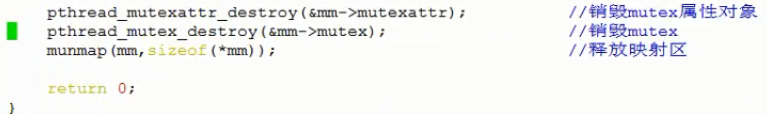 pthread_mutexattr_destroy(&mm->mutexattr); //销毁mutex属性对象
pthread_mutex_destroy(&mm->mutex); //销毁mutex
munmap(mm,sizeof(*mm)); //释放映射区
return 0;
}